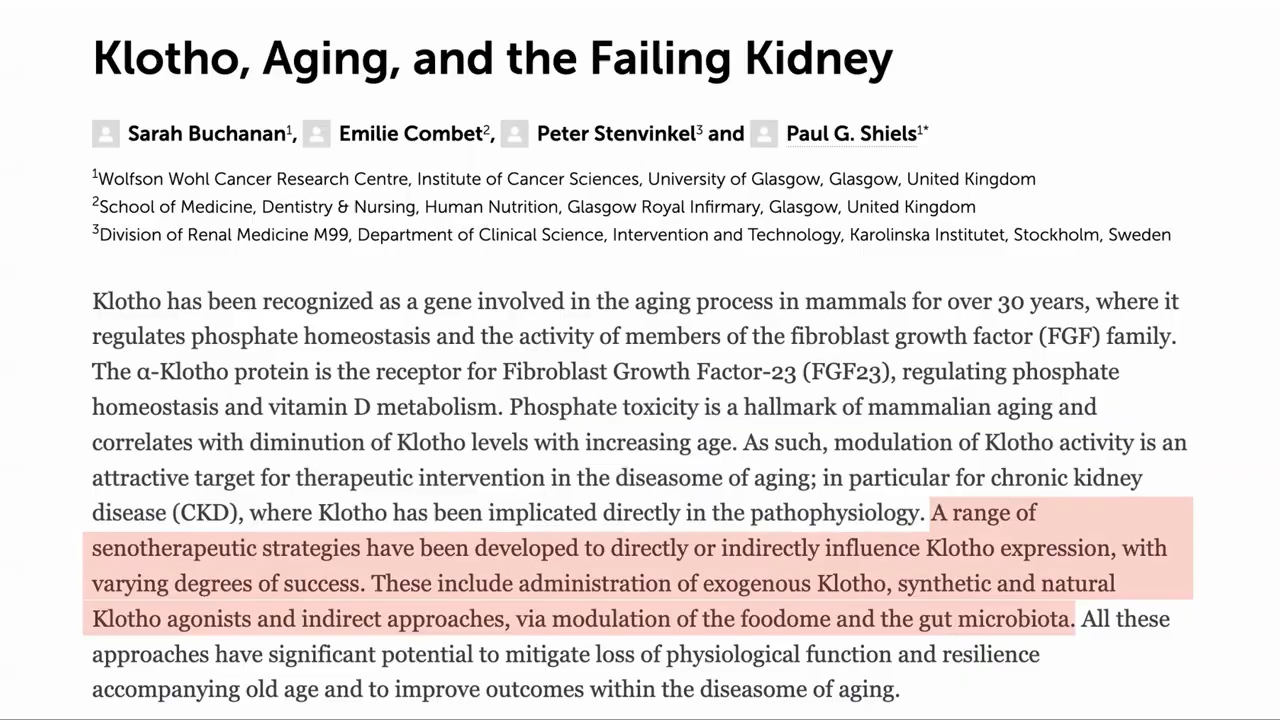 Klotho, Aging, and the Failing Kidney
Sarah Buchanan1, Emilie Combet2, Peter Stenvinkel3 and Paul G. Shiels1*
1Wolfson Wohl Cancer Research Centre, Institute of Cancer Sciences, University of Glasgow, Glasgow, United Kingdom
2School of Medicine, Dentistry & Nursing, Human Nutrition, Glasgow Royal Infirmary, Glasgow, United Kingdom
3Division of Renal Medicine M99, Department of Clinical Science, Intervention and Technology, Karolinska Institutet, Stockholm, Sweden
Klotho has been recognized as a gene involved in the aging process in mammals for over 30 years, where it
regulates phosphate homeostasis and the activity of members of the fibroblast growth factor (FGF) family.
The α-Klotho protein is the receptor for Fibroblast Growth Factor-23 (FGF23), regulating phosphate
homeostasis and vitamin D metabolism. Phosphate toxicity is a hallmark of mammalian aging and
correlates with diminution of Klotho levels with increasing age. As such, modulation of Klotho activity is an
attractive target for therapeutic intervention in the diseasome of aging; in particular for chronic kidney
disease (CKD), where Klotho has been implicated directly in the pathophysiology. A range of
senotherapeutic strategies have been developed to directly or indirectly influence Klotho expression, with
varying degrees of success. These include administration of exogenous Klotho, synthetic and natural
Klotho agonists and indirect approaches, via modulation of the foodome and the gut microbiota. All these
approaches have significant potential to mitigate loss of physiological function and resilience
accompanying old age and to improve outcomes within the diseasome of aging.